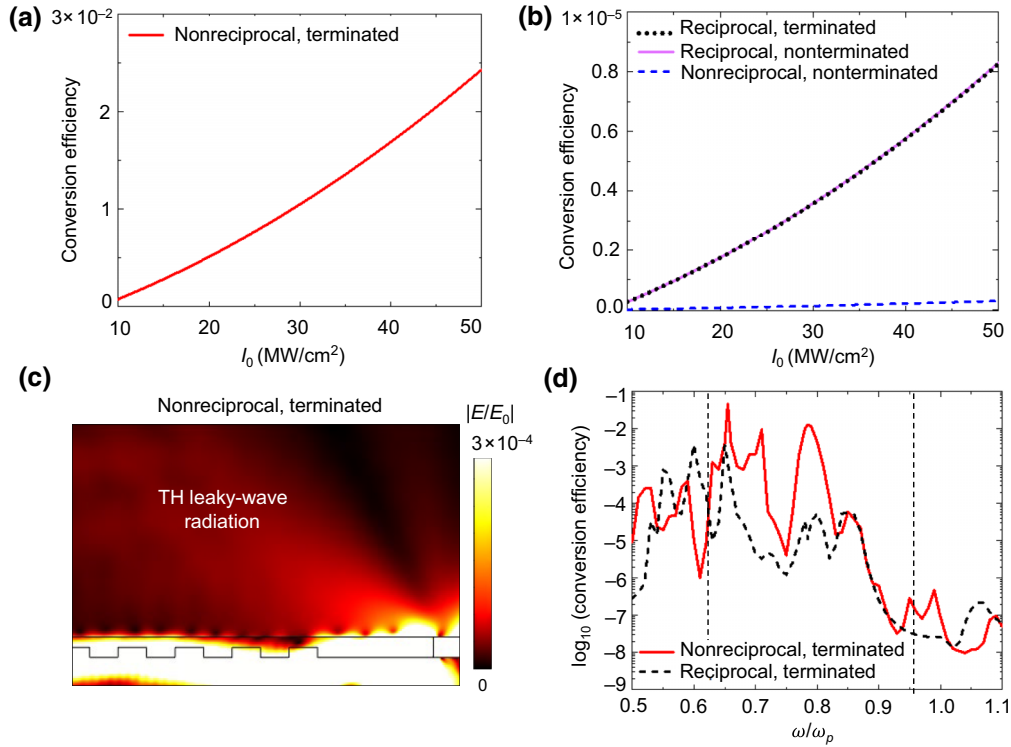 (a)
3×10⁻²
Nonreciprocal, terminated
2
1
0
Conversion efficiency
10 20 30 40 50
I₀ (MW/cm²)
(b)
1×10⁻⁵
Reciprocal, terminated
Reciprocal, nonterminated
Nonreciprocal, nonterminated
0.8
0.5
0.2
0.0
Conversion efficiency
10 20 30 40 50
I₀ (MW/cm²)
(c)
Nonreciprocal, terminated
|E/E₀|
3×10⁻⁴
0
TH leaky-wave
radiation
(d)
–1
–2
–3
–4
–5
–6
–7
–8
–9
log₁₀ (conversion efficiency)
Nonreciprocal, terminated
Reciprocal, terminated
0.5 0.6 0.7 0.8 0.9 1.0 1.1
ω/ωₚ